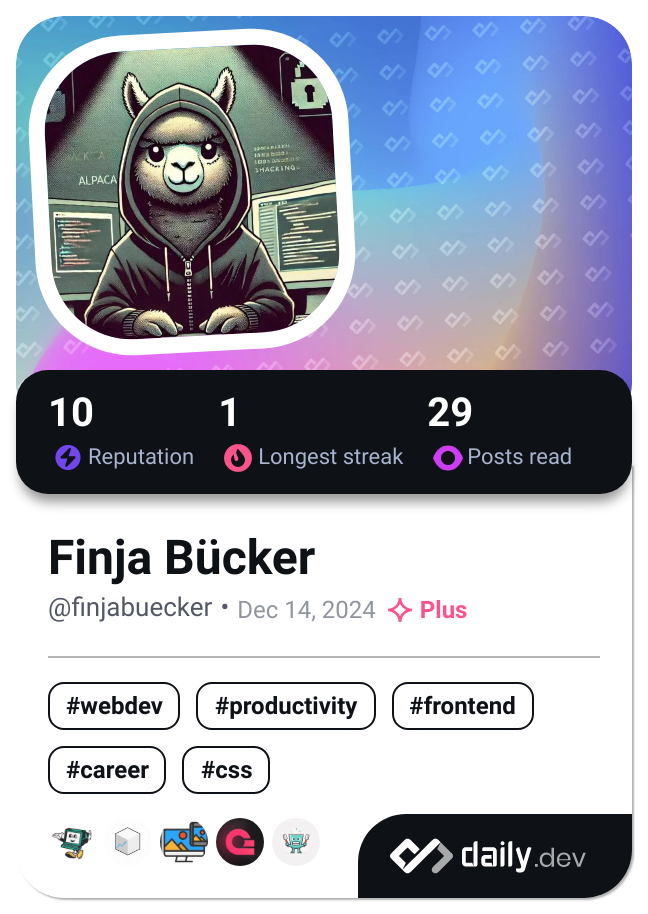 ALPACA
HACKING
10 1 29
Reputation Longest streak Posts read
Finja Bücker
@finjabuecker • Dec 14, 2024 Plus
#webdev #productivity #frontend
#career #css
daily.dev